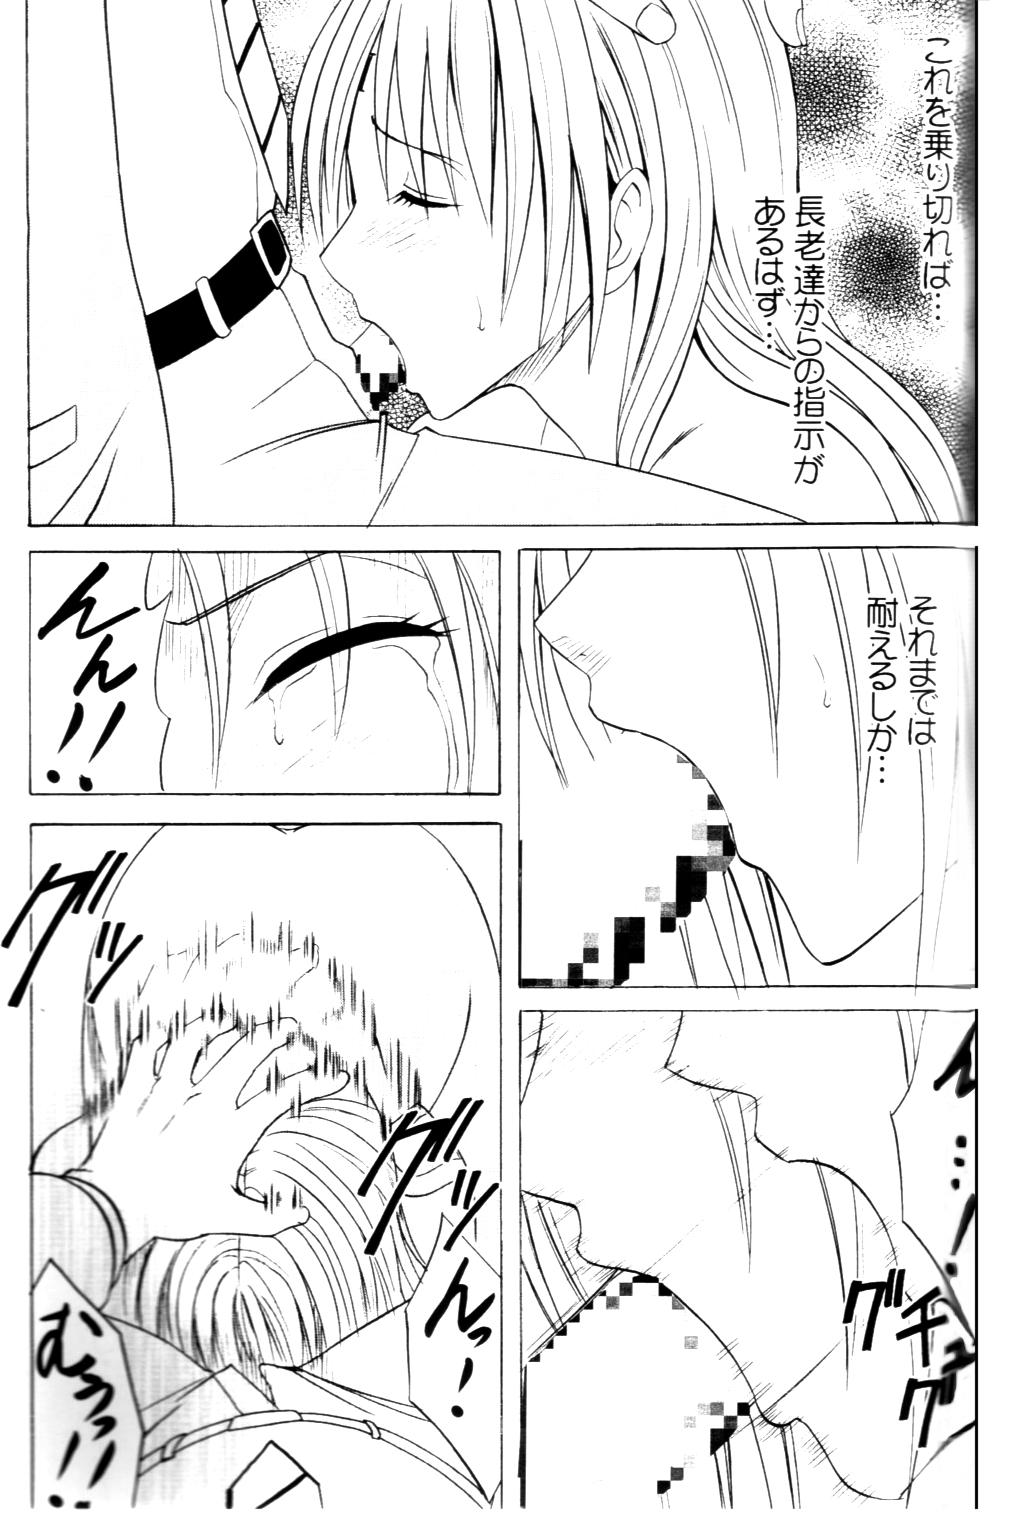 これを乗り切れば…
長老達からの指示が
あるはず…
それまでは
耐えるしか…
んん!!
グッ
グッ
んっ!
むうっ!!
グチュ
グ